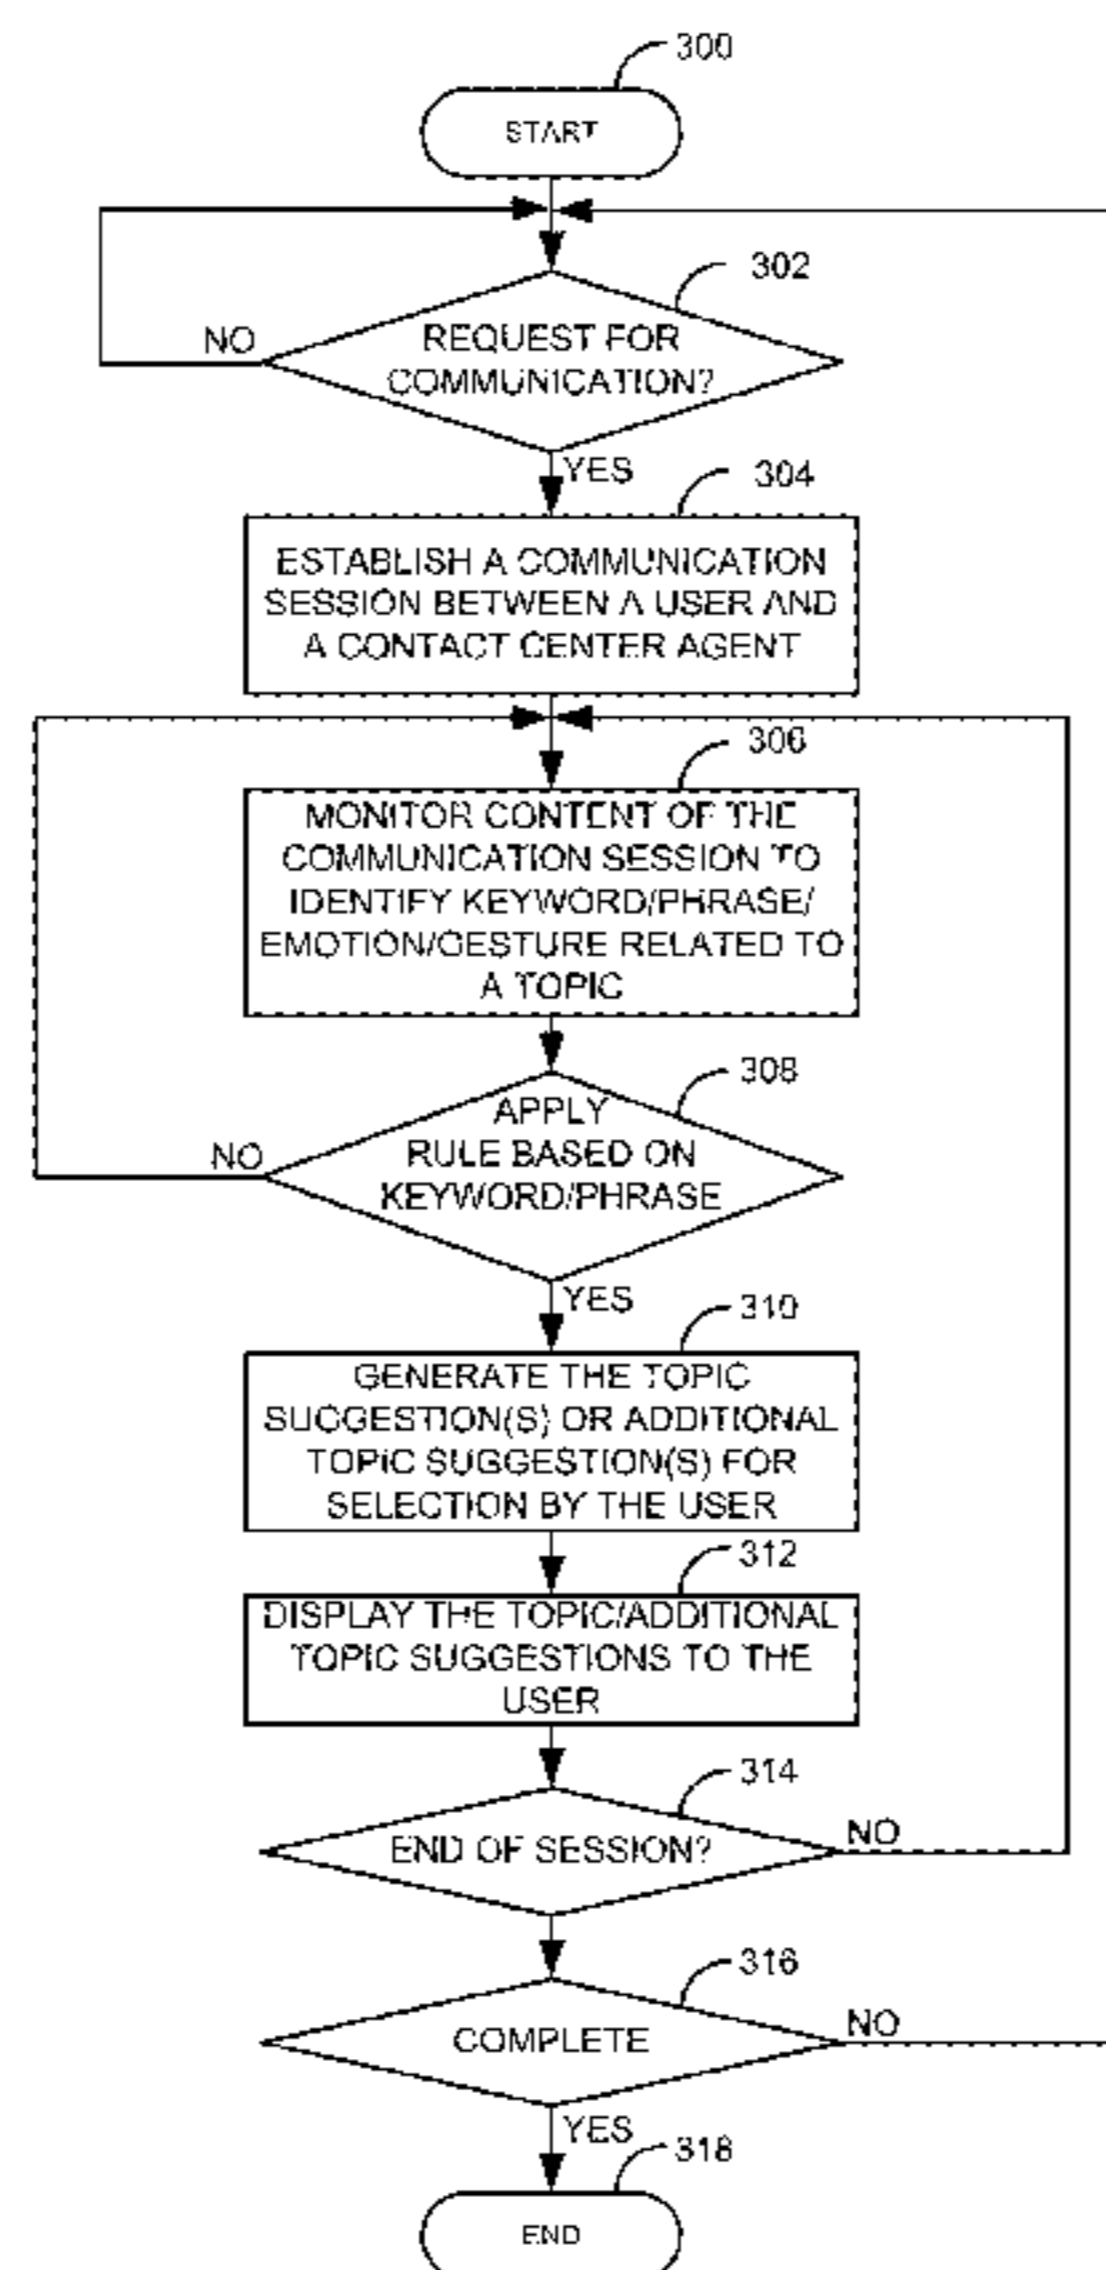 300
START
302
REQUEST FOR
COMMUNICATION?
NO
YES
304
ESTABLISH A COMMUNICATION
SESSION BETWEEN A USER AND
A CONTACT CENTER AGENT
306
MONITOR CONTENT OF THE
COMMUNICATION SESSION TO
IDENTIFY KEYWORD/PHRASE/
EMOTION/GESTURE RELATED TO
A TOPIC
308
APPLY
RULE BASED ON
KEYWORD/PHRASE
NO
YES
310
GENERATE THE TOPIC
SUGGESTION(S) OR ADDITIONAL
TOPIC SUGGESTION(S) FOR
SELECTION BY THE USER
312
DISPLAY THE TOPIC/ADDITIONAL
TOPIC SUGGESTIONS TO THE
USER
314
END OF SESSION?
NO
316
COMPLETE
NO
YES
318
END